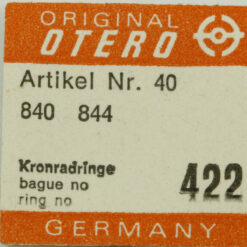 ORIGINAL
OTERO
Artikel Nr. 40
840 844
Kronradringe
bague no
ring no
422
GERMANY